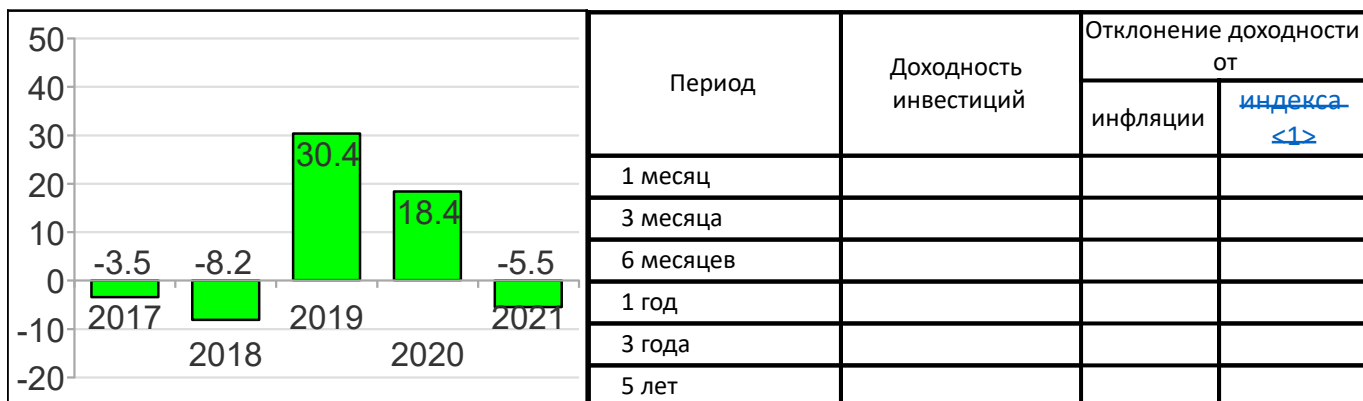 50
40
30
20
10
0
-10
-20
-3.5
-8.2
30.4
18.4
-5.5
2017
2018
2019
2020
2021
Период
Доходность
инвестиций
Отклонение доходности
от
инфляции
индекса
<1>
1 месяц
3 месяца
6 месяцев
1 год
3 года
5 лет